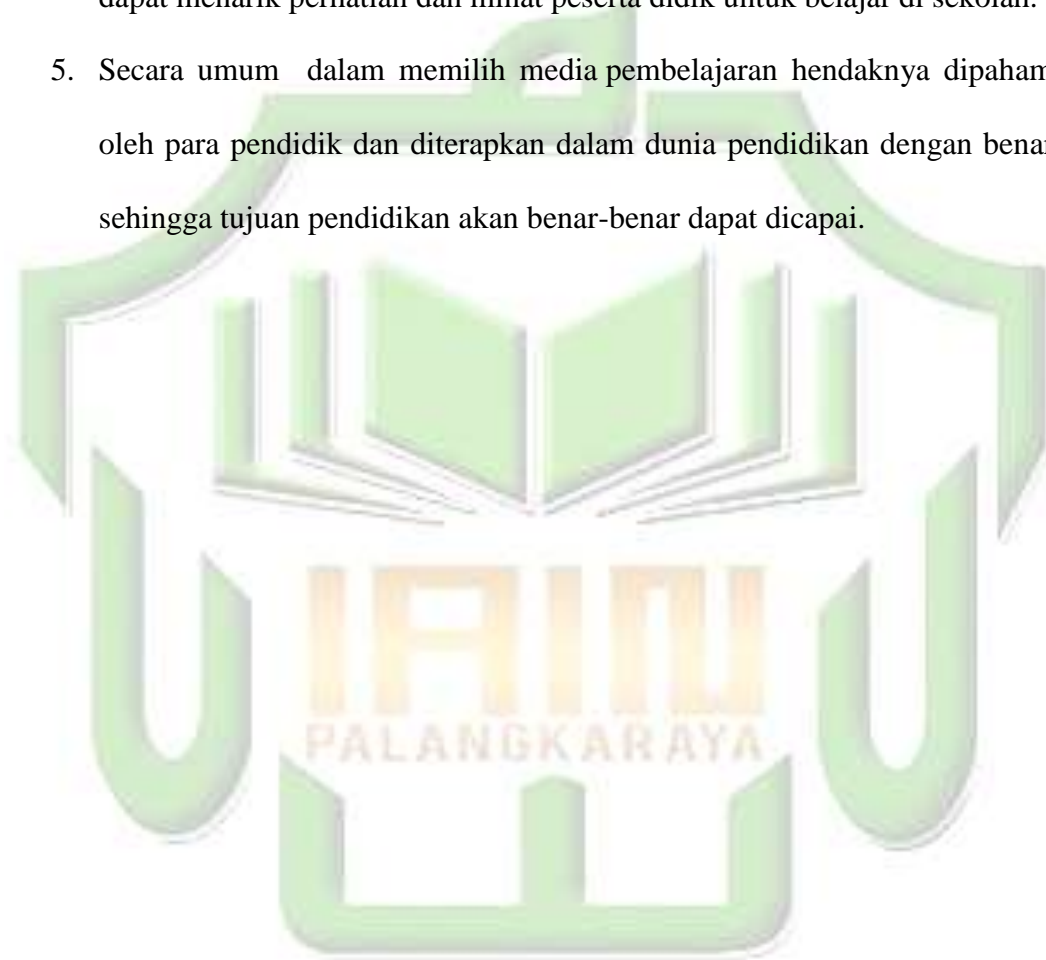 dapat menarik perhatian dan minat peserta didik untuk belajar di sekolah.
5. Secara umum dalam memilih media pembelajaran hendaknya dipaham
oleh para pendidik dan diterapkan dalam dunia pendidikan dengan benar
sehingga tujuan pendidikan akan benar-benar dapat dicapai.
IAIN
PALANGKARAYA